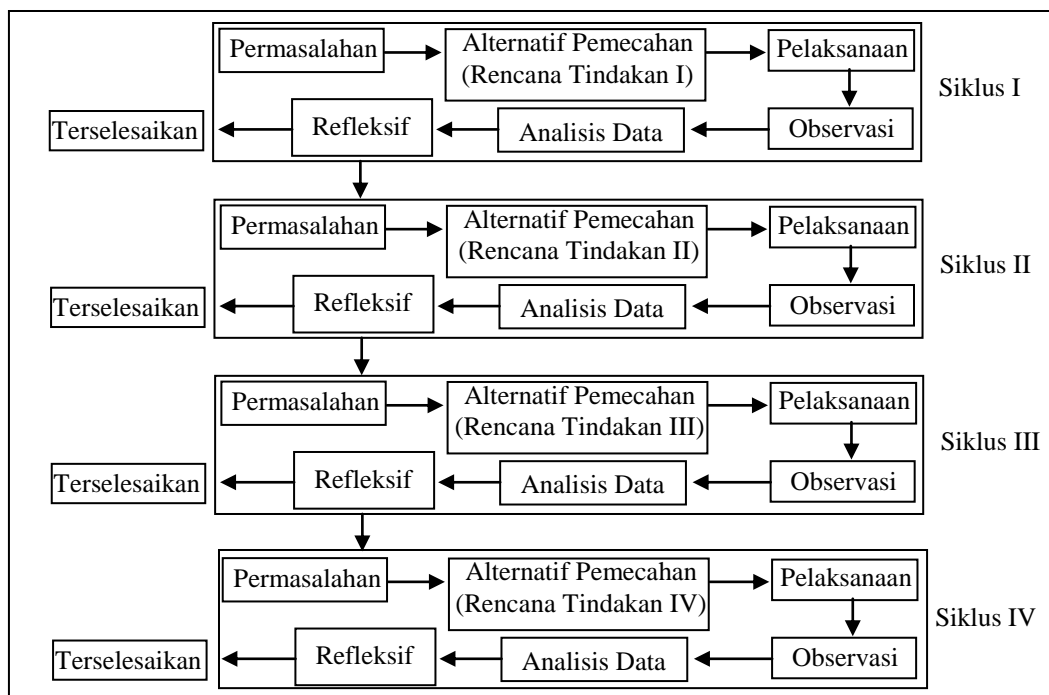 Permasalahan
Alternatif Pemecahan
(Rencana Tindakan I)
Pelaksanaan
Siklus I
Terselesaikan
Refleksif
Analisis Data
Observasi
Permasalahan
Alternatif Pemecahan
(Rencana Tindakan II)
Pelaksanaan
Siklus II
Terselesaikan
Refleksif
Analisis Data
Observasi
Permasalahan
Alternatif Pemecahan
(Rencana Tindakan III)
Pelaksanaan
Siklus III
Terselesaikan
Refleksif
Analisis Data
Observasi
Permasalahan
Alternatif Pemecahan
(Rencana Tindakan IV)
Pelaksanaan
Siklus IV
Terselesaikan
Refleksif
Analisis Data
Observasi